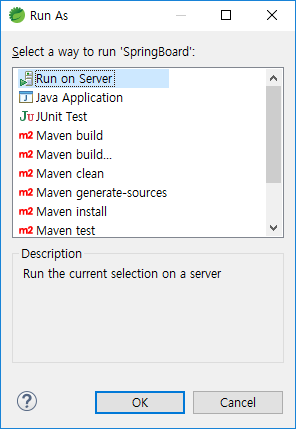 Run As
Select a way to run 'SpringBoard':
Run on Server
Java Application
JU JUnit Test
m2 Maven build
m2 Maven build...
m2 Maven clean
m2 Maven generate-sources
m2 Maven install
m2 Maven test
Description
Run the current selection on a server
?
OK
Cancel